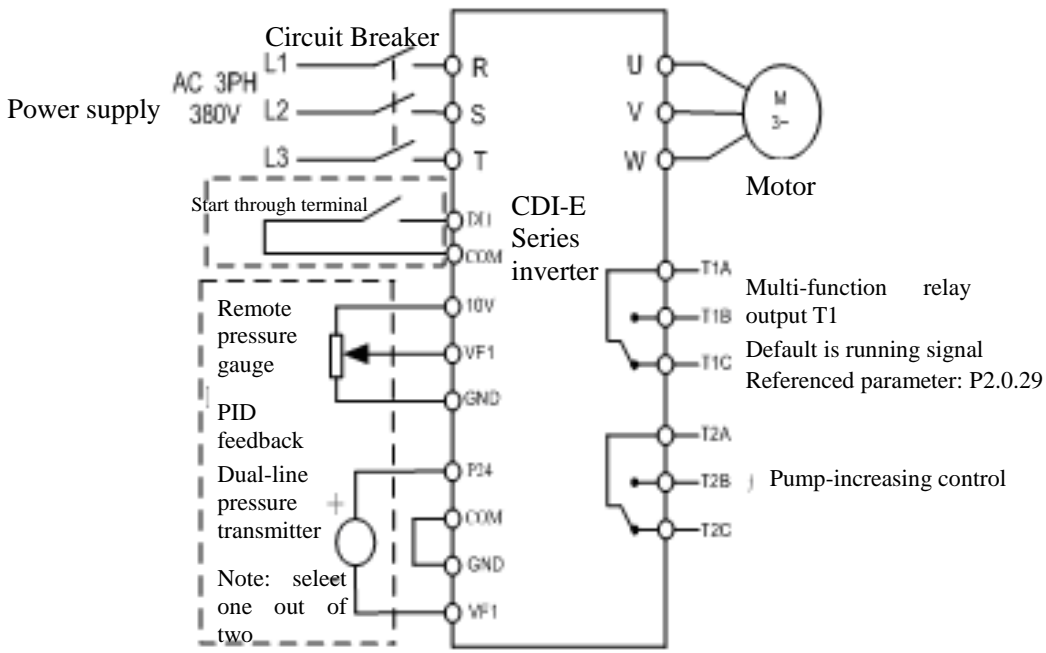 Circuit Breaker
Power supply
AC 3PH
380V
L1
L2
L3
R
S
T
U
V
W
M
3~
Motor
Start through terminal
DI1
COM
CDI-E
Series
inverter
Remote
pressure
gauge
10V
VF1
GND
PID
feedback
Dual-line
pressure
transmitter
+
P24
COM
GND
VF1
Note: select
one out of
two
T1A
T1B
T1C
Multi-function relay
output T1
Default is running signal
Referenced parameter: P2.0.29
T2A
T2B
T2C
Pump-increasing control